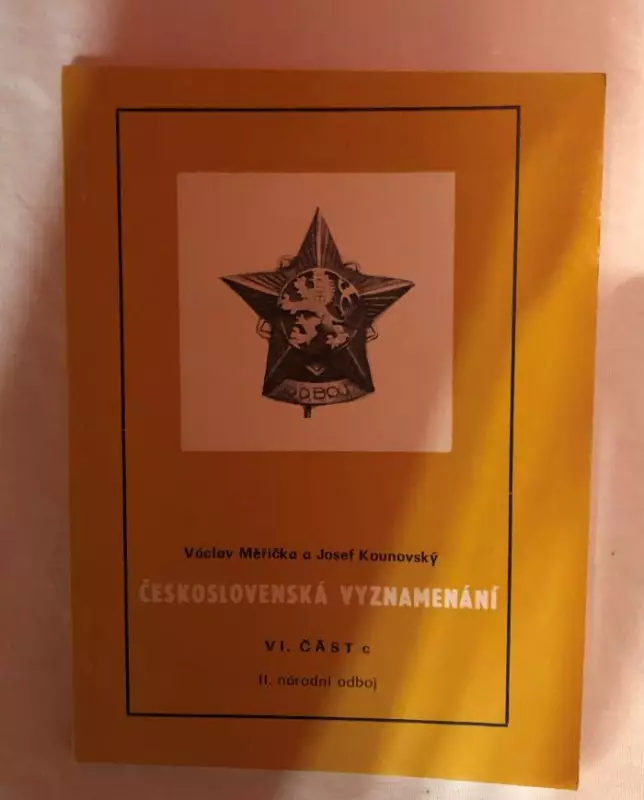 ODBOJ
Václav Měřička a Josef Kounovský
ČESKOSLOVENSKÁ VYZNAMENÁNÍ
VI. ČÁST c
II. národní odboj